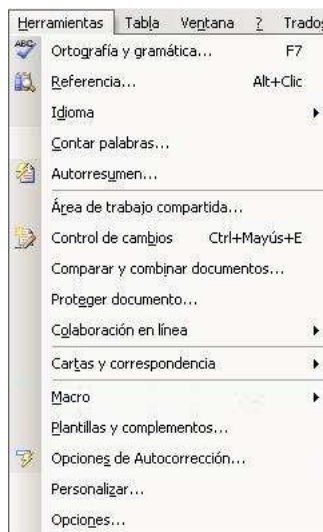 Herramientas Tabla Ventana ? Trados
Ortografía y gramática... F7
Referencia... Alt+Clic
Idioma
Contar palabras...
Autorresumen...
Área de trabajo compartida...
Control de cambios Ctrl+Mayús+E
Comparar y combinar documentos...
Proteger documento...
Colaboración en línea
Cartas y correspondencia
Macro
Plantillas y complementos...
Opciones de Autocorrección...
Personalizar...
Opciones...